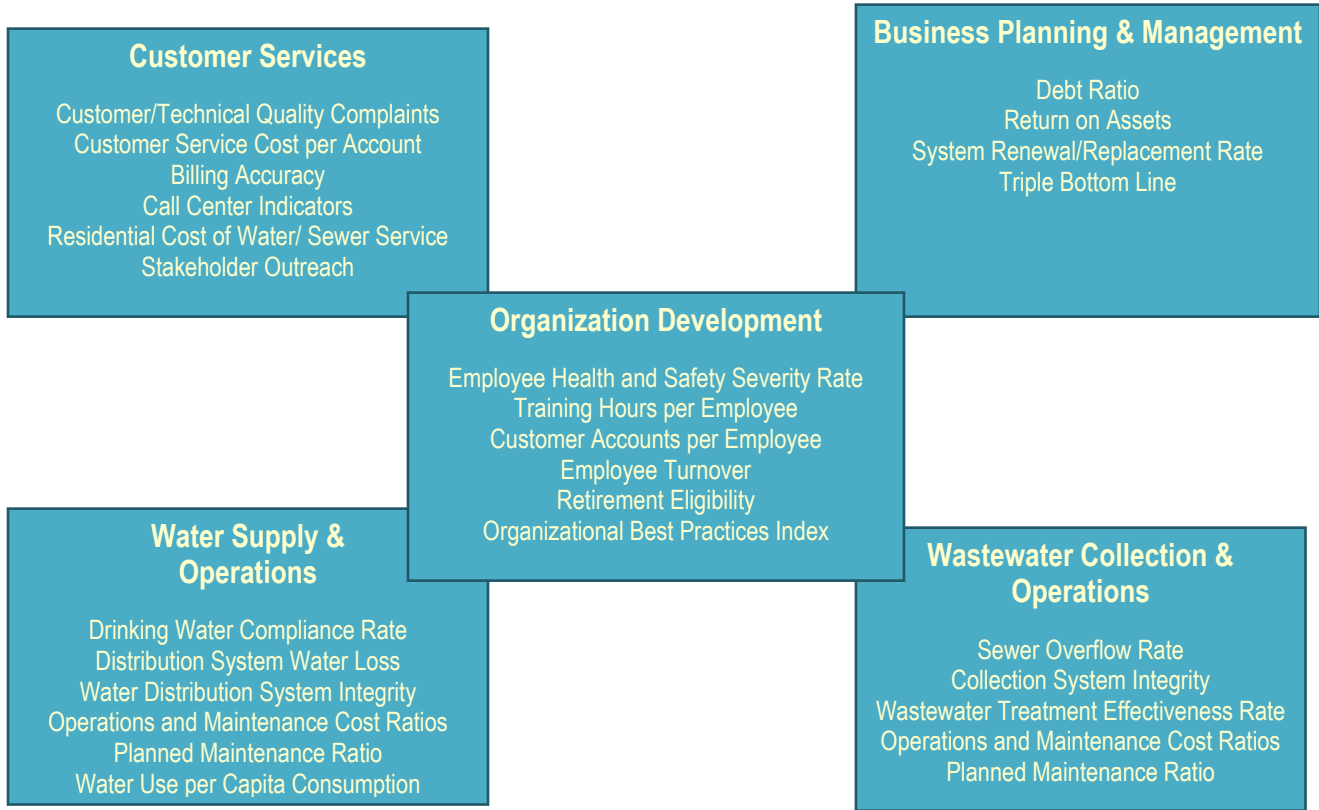 Customer Services
Customer/Technical Quality Complaints
Customer Service Cost per Account
Billing Accuracy
Call Center Indicators
Residential Cost of Water/ Sewer Service
Stakeholder Outreach
Business Planning & Management
Debt Ratio
Return on Assets
System Renewal/Replacement Rate
Triple Bottom Line
Organization Development
Employee Health and Safety Severity Rate
Training Hours per Employee
Customer Accounts per Employee
Employee Turnover
Retirement Eligibility
Organizational Best Practices Index
Water Supply &
Operations
Drinking Water Compliance Rate
Distribution System Water Loss
Water Distribution System Integrity
Operations and Maintenance Cost Ratios
Planned Maintenance Ratio
Water Use per Capita Consumption
Wastewater Collection &
Operations
Sewer Overflow Rate
Collection System Integrity
Wastewater Treatment Effectiveness Rate
Operations and Maintenance Cost Ratios
Planned Maintenance Ratio